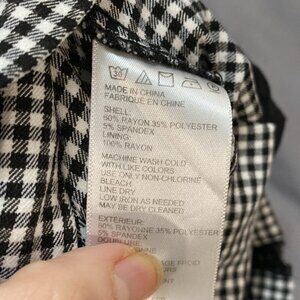 MADE IN CHINA
FABRIQUE EN CHINE
SHELL:
60% RAYON 35% POLYESTER
5% SPANDEX
LINING:
100% RAYON
MACHINE WASH COLD
WITH LIKE COLORS
USE ONLY NON-CHLORINE
BLEACH
LINE DRY
LOW IRON AS NEEDED
MAY BE DRY CLEANED
EXTÉRIEUR:
60% RAYONNE 35% POLYESTER
5% SPANDEX
DOUBLURE
FROID